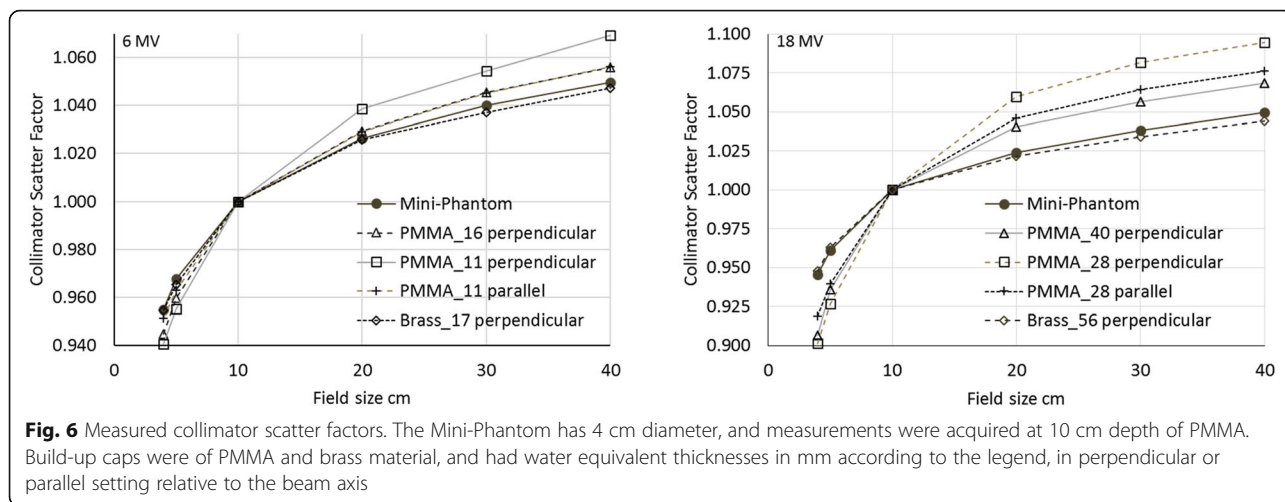 6 MV
Collimator Scatter Factor
1.060
1.040
1.020
1.000
0.980
0.960
0.940
0
10
20
30
40
Field size cm
Mini-Phantom
PMMA_16 perpendicular
PMMA_11 perpendicular
PMMA_11 parallel
Brass_17 perpendicular
18 MV
Collimator Scatter Factor
1.100
1.075
1.050
1.025
1.000
0.975
0.950
0.925
0.900
0
10
20
30
40
Field size cm
Mini-Phantom
PMMA_40 perpendicular
PMMA_28 perpendicular
PMMA_28 parallel
Brass_56 perpendicular
Fig. 6 Measured collimator scatter factors. The Mini-Phantom has 4 cm diameter, and measurements were acquired at 10 cm depth of PMMA.
Build-up caps were of PMMA and brass material, and had water equivalent thicknesses in mm according to the legend, in perpendicular or
parallel setting relative to the beam axis